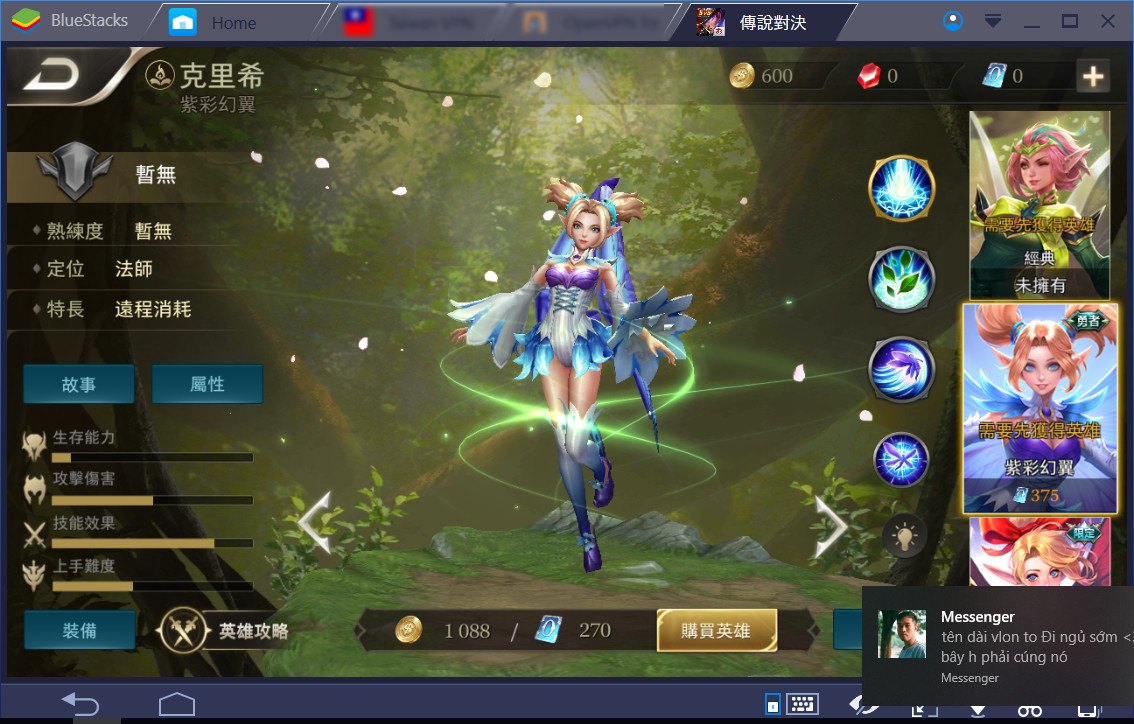 BlueStacks
Home
傳說對決
克里希
紫彩幻翼
600
0
0
暫無
熟練度 暫無
定位 法師
特長 遠程消耗
故事
屬性
生存能力
攻擊傷害
技能效果
上手難度
裝備
英雄攻略
1088 / 270
購買英雄
需要先獲得英雄
經典
未擁有
勇者
需要先獲得英雄
紫彩幻翼
375
限定
Messenger
tên dài vlon to Đi ngủ sớm <
bây h phải cúng nó
Messenger